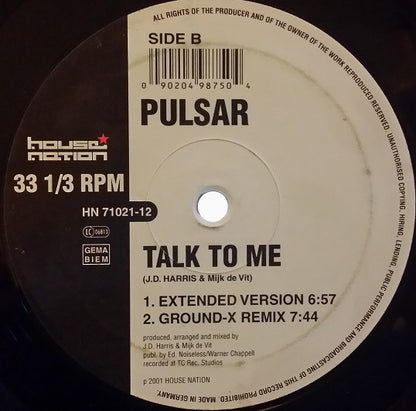 ALL RIGHTS OF THE PRODUCER AND OF THE OWNER OF THE WORK REPRODUCED RESERVED. UNAUTHORISED COPYING, HIRING, LENDING, PUBLIC PERFORMANCE AND BROADCASTING OF THIS RECORD PROHIBITED. MADE IN GERMANY.
SIDE B
0 90204 98750 4
PULSAR
house nation
33 1/3 RPM
HN 71021-12
LC 06813
GEMA
BIEM
TALK TO ME
(J.D. HARRIS & Mijk de Vit)
1. EXTENDED VERSION 6:57
2. GROUND-X REMIX 7:44
produced, arranged and mixed by
J.D. Harris & Mijk de Vit
publ. by Ed. Noiseless/Warner Chappell
recorded at TC Rec. Studios
p 2001 HOUSE NATION